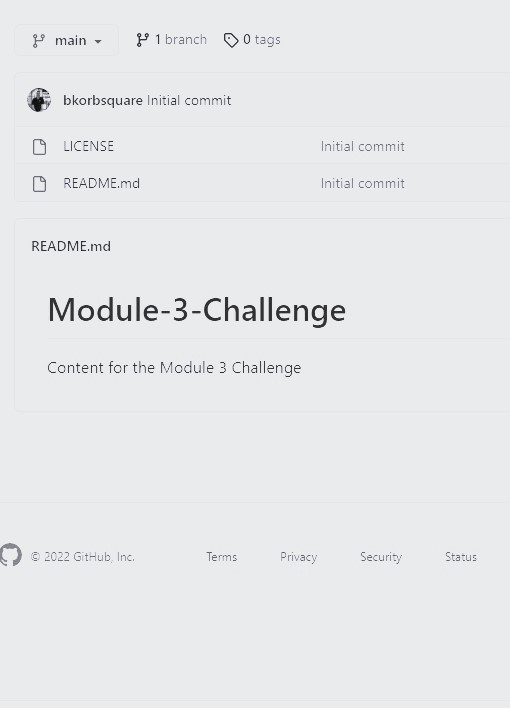 main 1 branch 0 tags
bkorbsquare Initial commit
LICENSE Initial commit
README.md Initial commit
README.md
Module-3-Challenge
Content for the Module 3 Challenge
© 2022 GitHub, Inc. Terms Privacy Security Status